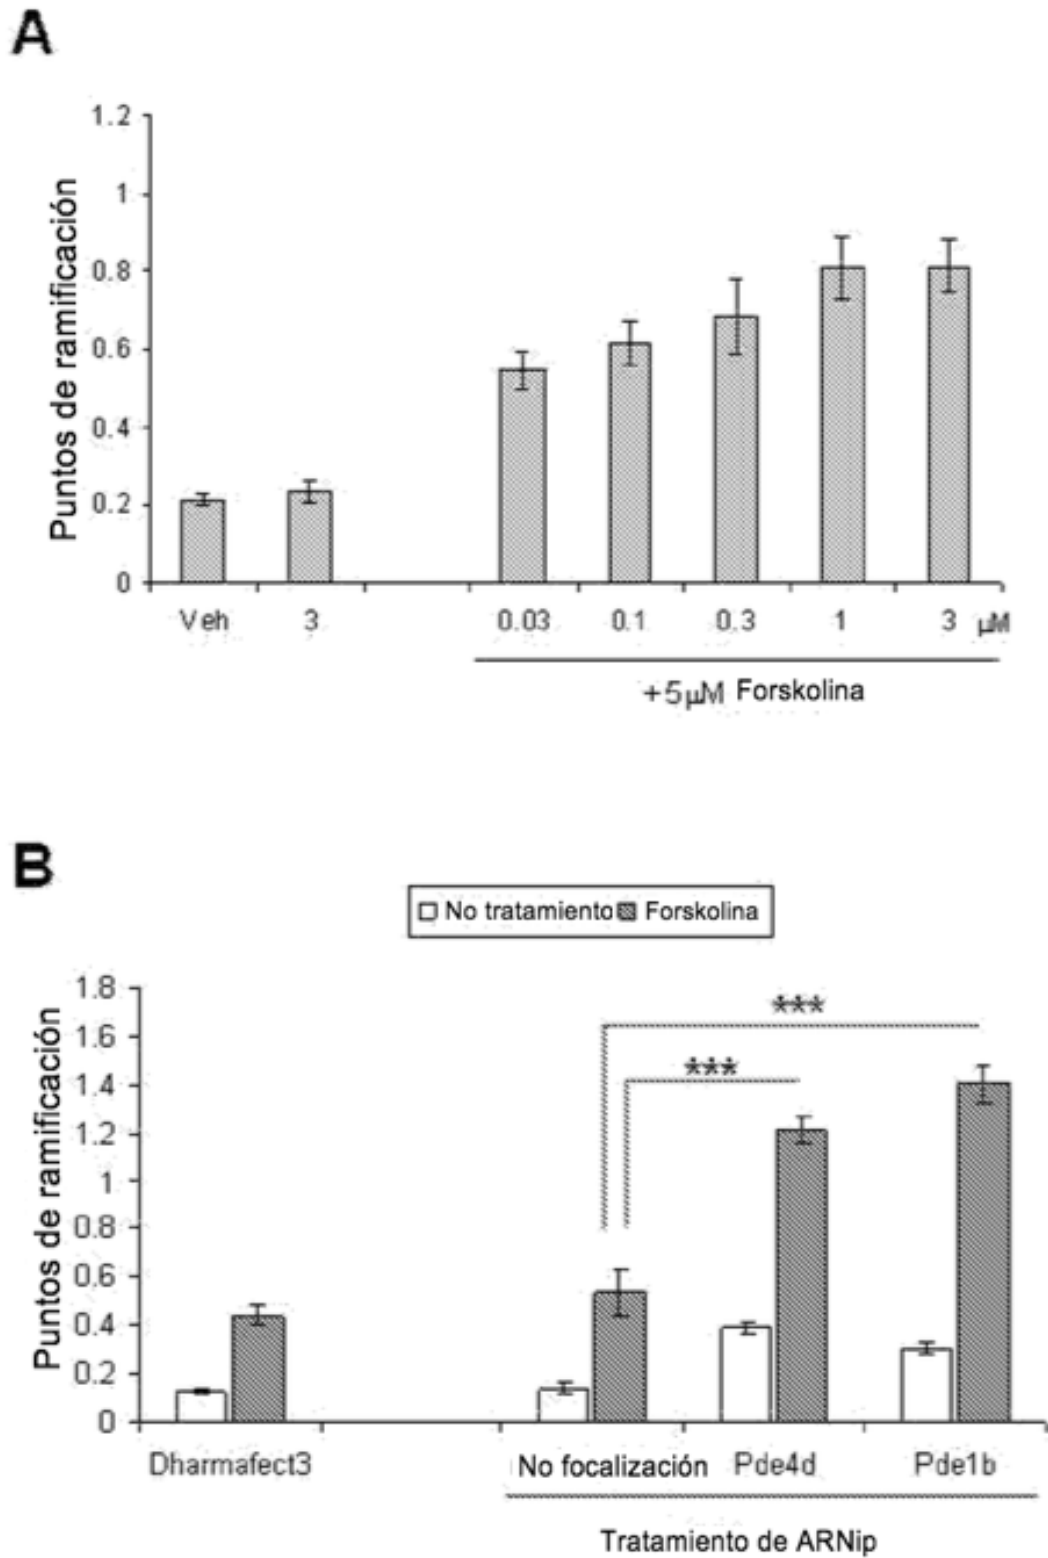 A
Puntos de ramificación
1.2
1
0.8
0.6
0.4
0.2
0
Veh 3 0.03 0.1 0.3 1 3 µM
+5µM Forskolina
B
No tratamiento Forskolina
Puntos de ramificación
1.8
1.6
1.4
1.2
1
0.8
0.6
0.4
0.2
0
***
***
Dharmafect3 No focalización Pde4d Pde1b
Tratamiento de ARNip